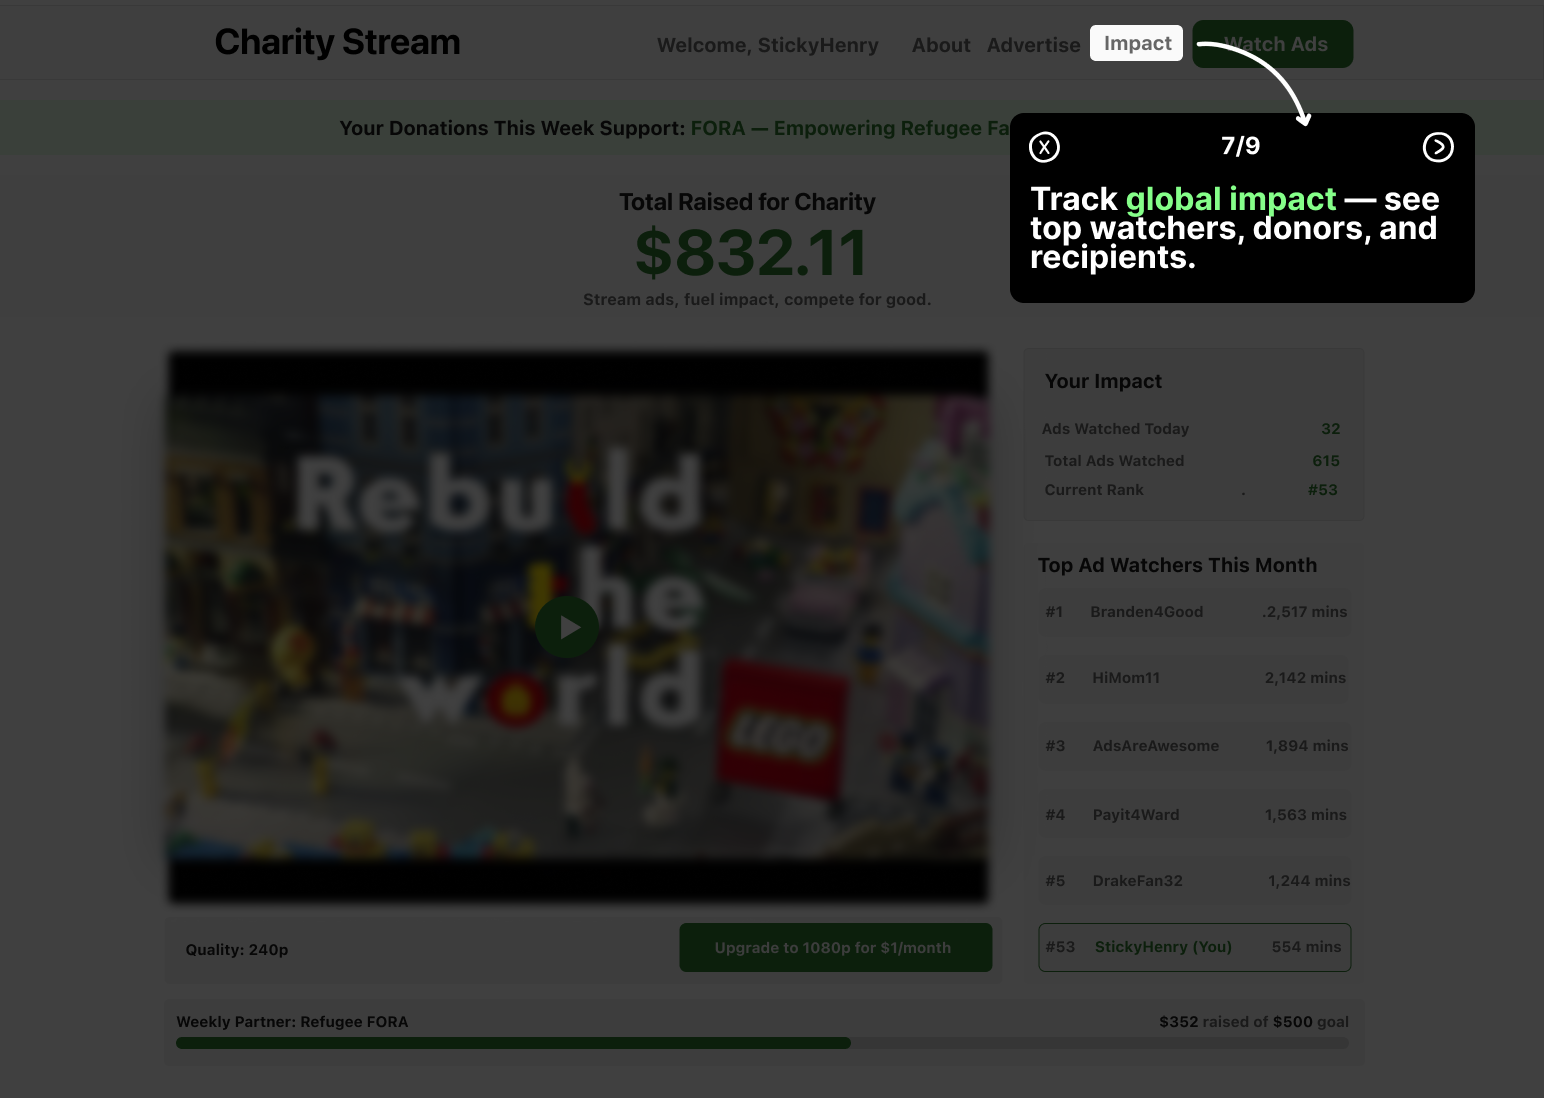 Charity Stream
Welcome, StickyHenry About Advertise Impact Watch Ads
Your Donations This Week Support: FORA — Empowering Refugee
X 7/9 >
Track global impact — see
top watchers, donors, and
recipients.
Total Raised for Charity
$832.11
Stream ads, fuel impact, compete for good.
Rebuild
the
world
LEGO
Your Impact
Ads Watched Today 32
Total Ads Watched 615
Current Rank . #53
Top Ad Watchers This Month
#1 Branden4Good .2,517 mins
#2 HiMom11 2,142 mins
#3 AdsAreAwesome 1,894 mins
#4 Payit4Ward 1,563 mins
#5 DrakeFan32 1,244 mins
#53 StickyHenry (You) 554 mins
Quality: 240p Upgrade to 1080p for $1/month
Weekly Partner: Refugee FORA $352 raised of $500 goal